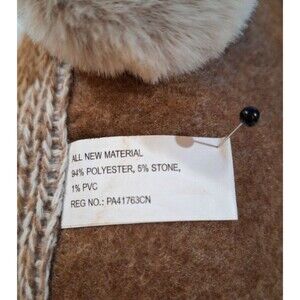 ALL NEW MATERIAL
94% POLYESTER, 5% STONE,
1% PVC
REG NO.: PA41763CN